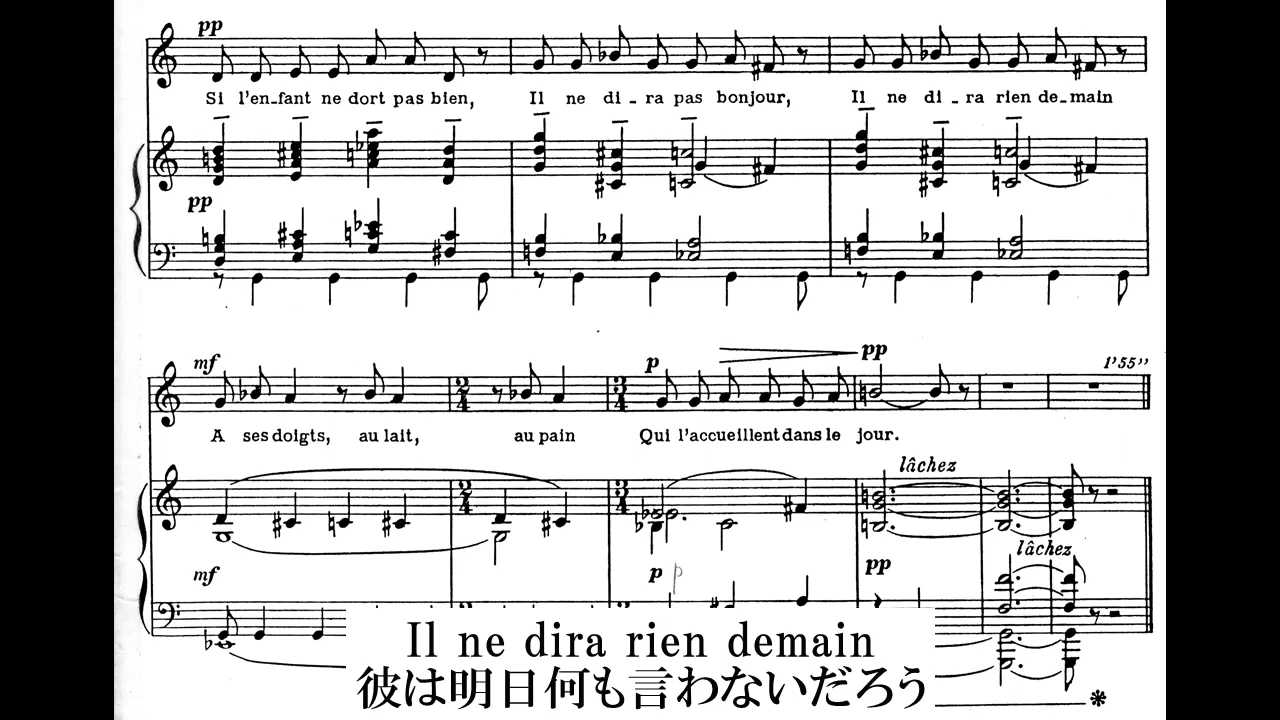 pp
Si l'en-fant ne dort pas bien, Il ne di-ra pas bonjour, Il ne di-ra rien de-main
pp
mf p pp 1'55''
A ses doigts, au lait, au pain Qui l'accueillent dans le jour.
lâchez
lâchez
mf p p pp
Il ne dira rien demain
彼は明日何も言わないだろう